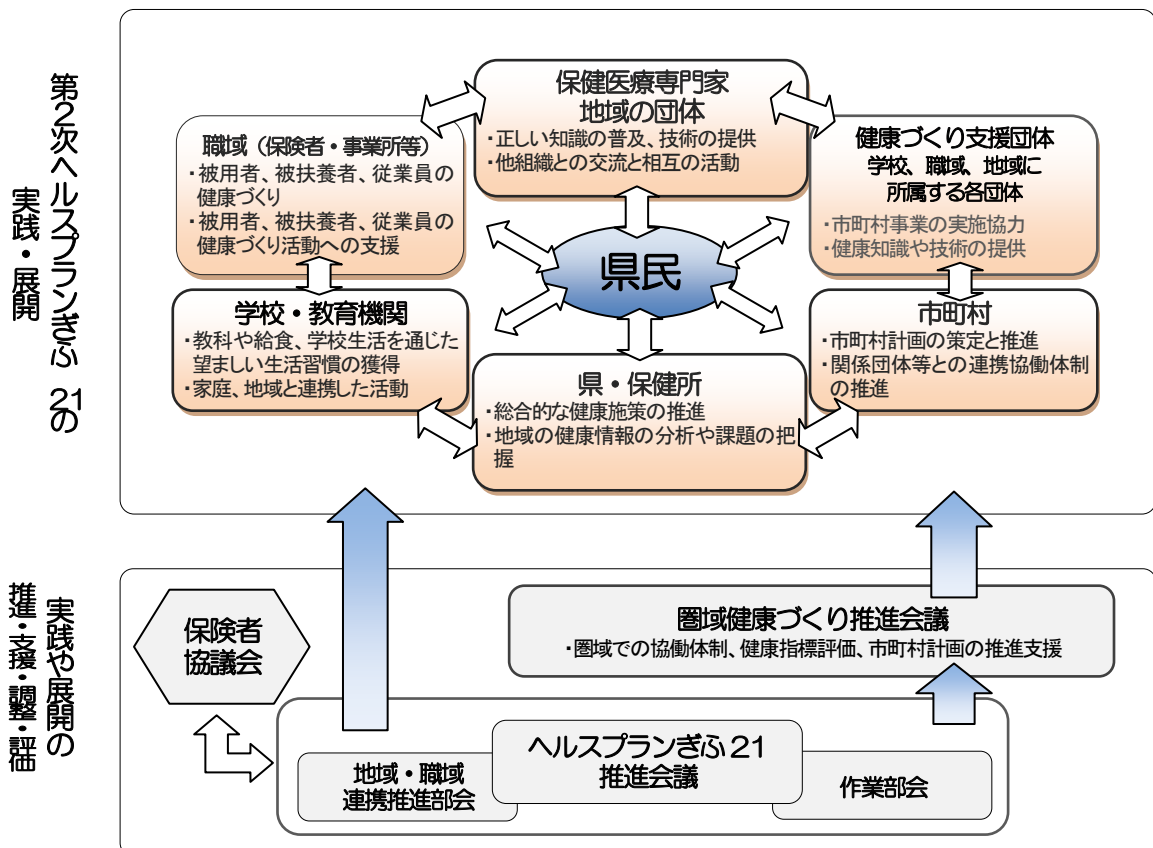 第2次ヘルスプランぎふ 21の
実践・展開
保健医療専門家
地域の団体
・正しい知識の普及、技術の提供
・他組織との交流と相互の活動
職域（保険者・事業所等）
・被用者、被扶養者、従業員の
健康づくり
・被用者、被扶養者、従業員の
健康づくり活動への支援
健康づくり支援団体
学校、職域、地域に
所属する各団体
・市町村事業の実施協力
・健康知識や技術の提供
県民
学校・教育機関
・教科や給食、学校生活を通じた
望ましい生活習慣の獲得
・家庭、地域と連携した活動
市町村
・市町村計画の策定と推進
・関係団体等との連携協働体制
の推進
県・保健所
・総合的な健康施策の推進
・地域の健康情報の分析や課題の把
握
実践や展開の
推進・支援・調整・評価
保険者
協議会
圏域健康づくり推進会議
・圏域での協働体制、健康指標評価、市町村計画の推進支援
ヘルスプランぎふ 21
推進会議
地域・職域
連携推進部会
作業部会